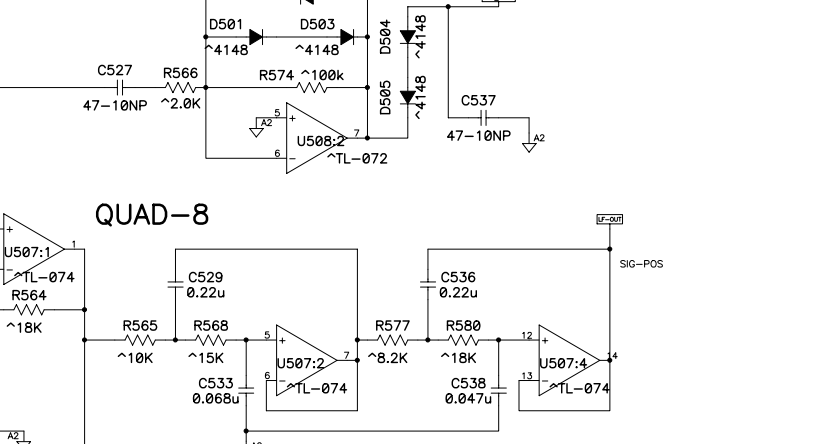 D501
D503
^4148
^4148
D504
^4148
C527
R566
R574 ^100k
D505
^4148
47-10NP
^2.0K
C537
47-10NP
A2
5
+
A2
7
U508:2
6
−
^TL-072
QUAD-8
LF-OUT
+
1
U507:1
SIG-POS
−
^TL-074
C529
0.22u
C536
0.22u
R564
^18K
R565
R568
5
+
R577
R580
12
+
^10K
^15K
U507:2
7
^8.2K
^18K
U507:4
14
C533
0.068u
6
−
^TL-074
C538
0.047u
13
−
^TL-074
A2